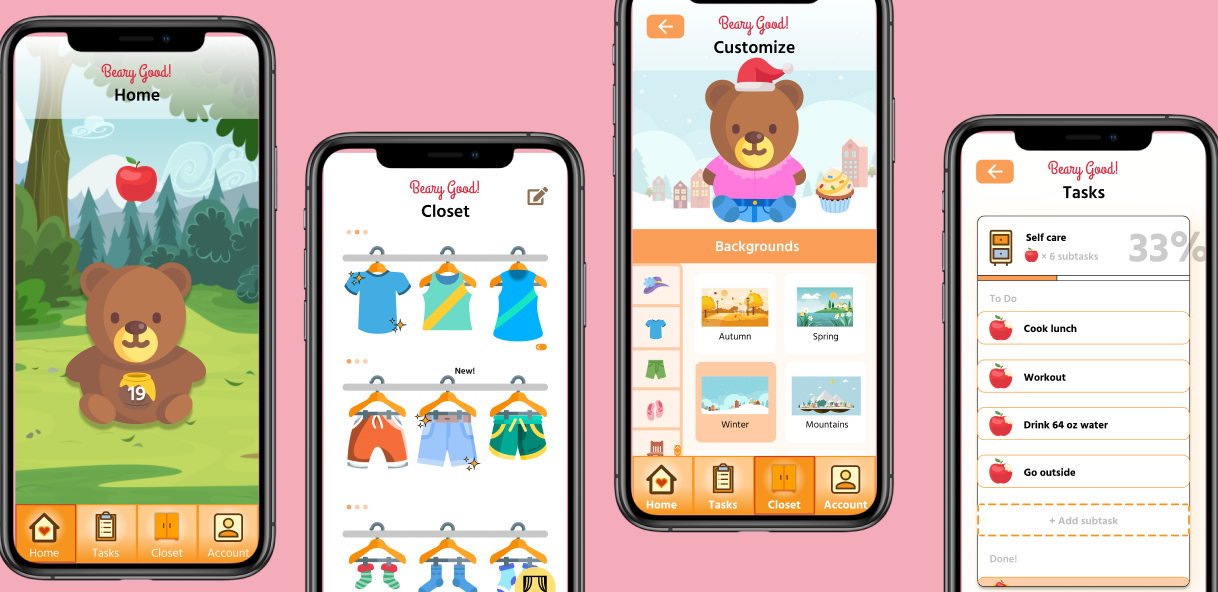 Beary Good!
Home
19
Home
Tasks
Closet
Account
Beary Good!
Closet
New!
Beary Good!
Customize
Backgrounds
Autumn
Spring
Winter
Mountains
Home
Tasks
Closet
Account
Beary Good!
Tasks
Self care
× 6 subtasks
33%
To Do
Cook lunch
Workout
Drink 64 oz water
Go outside
+ Add subtask
Done!